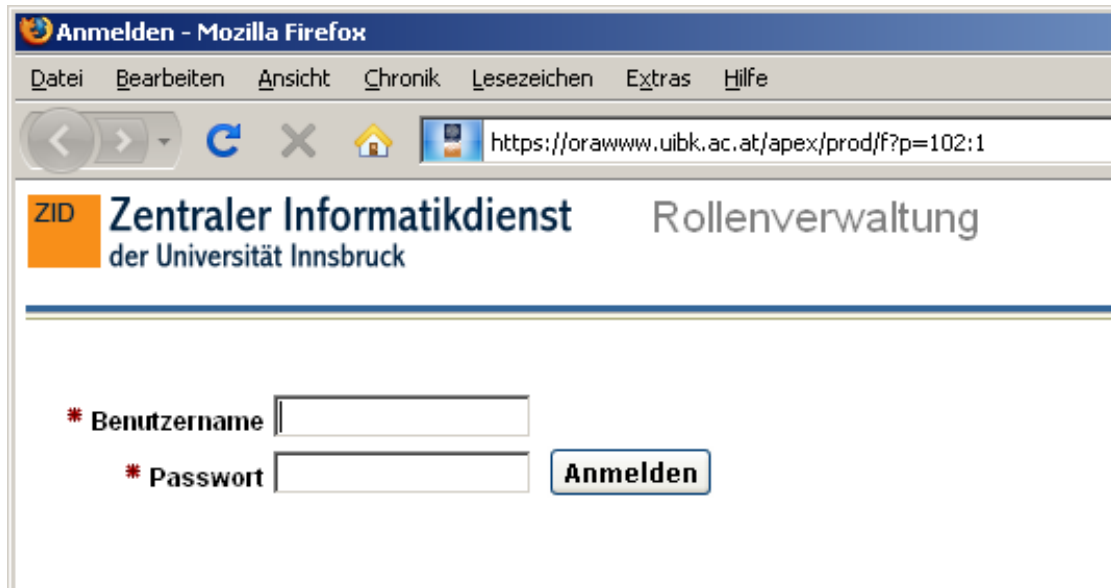 Anmelden - Mozilla Firefox
Datei Bearbeiten Ansicht Chronik Lesezeichen Extras Hilfe
https://orawww.uibk.ac.at/apex/prod/f?p=102:1
ZID Zentraler Informatikdienst Rollenverwaltung
der Universität Innsbruck
* Benutzername
* Passwort Anmelden